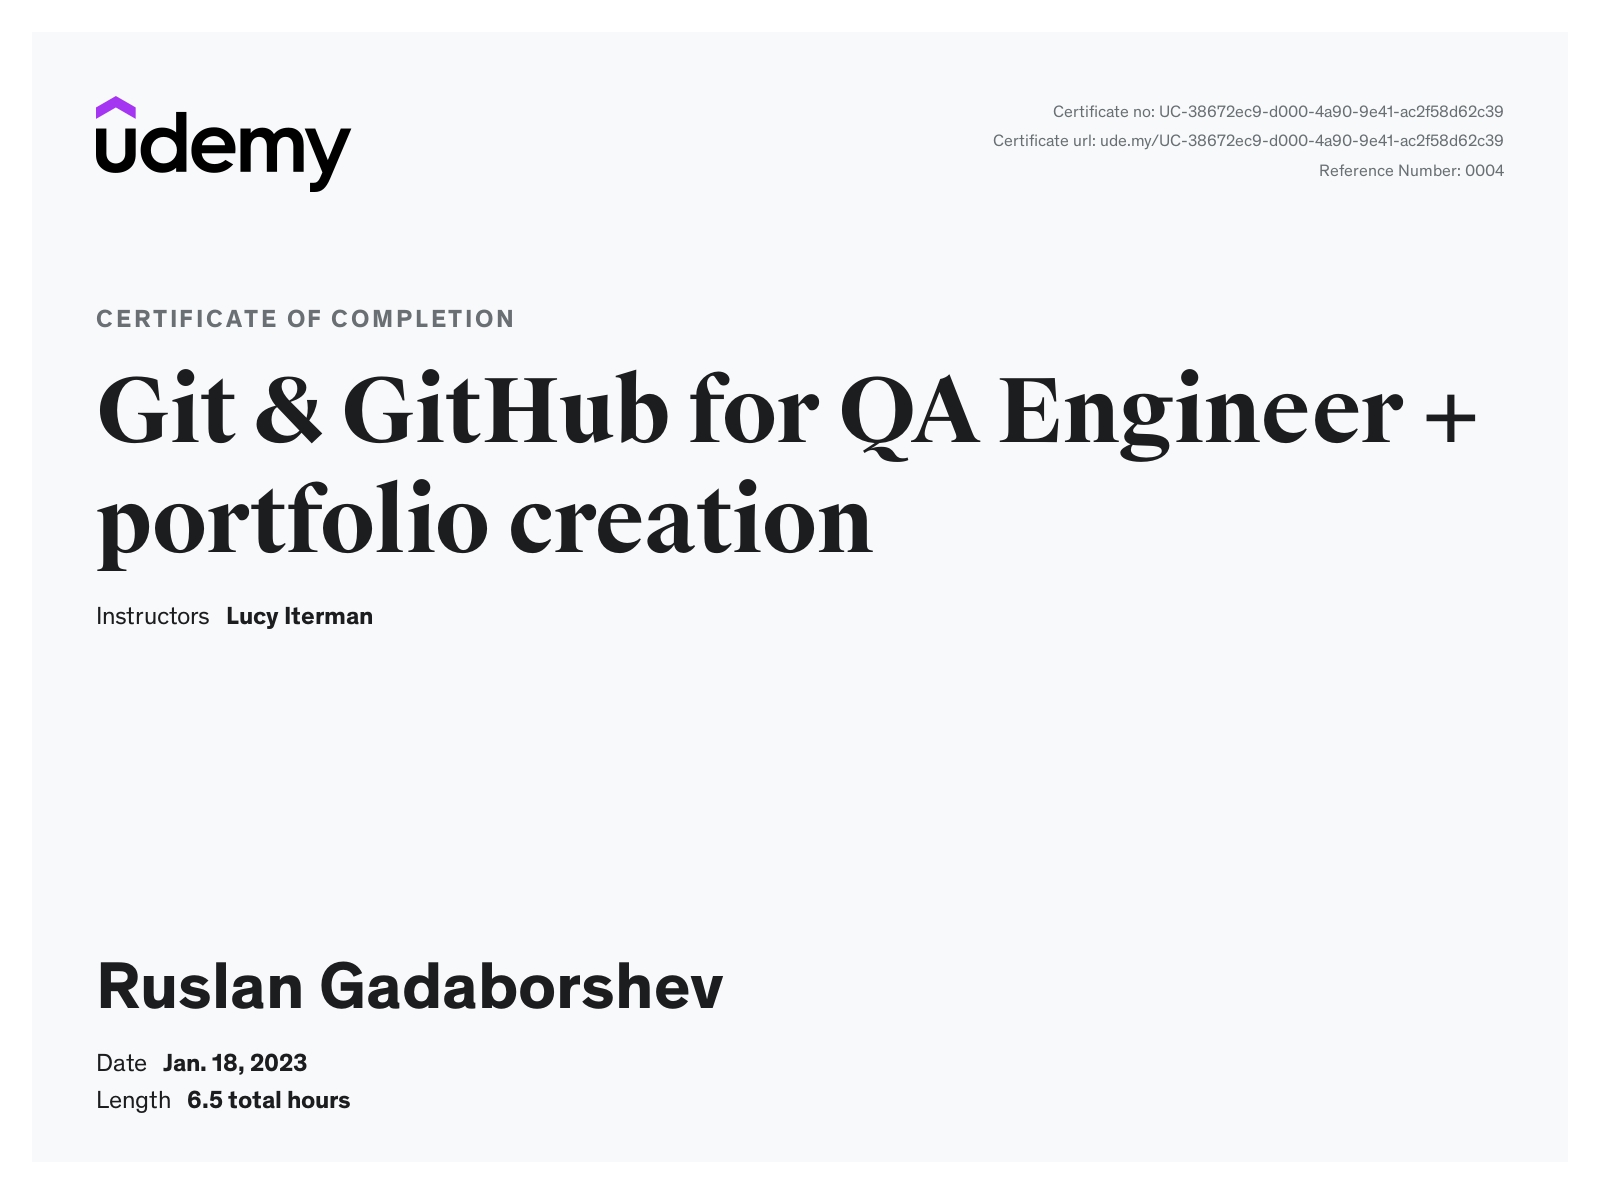 udemy
Certificate no: UC-38672ec9-d000-4a90-9e41-ac2f58d62c39
Certificate url: ude.my/UC-38672ec9-d000-4a90-9e41-ac2f58d62c39
Reference Number: 0004
CERTIFICATE OF COMPLETION
Git & GitHub for QA Engineer +
portfolio creation
Instructors Lucy Iterman
Ruslan Gadaborshev
Date Jan. 18, 2023
Length 6.5 total hours